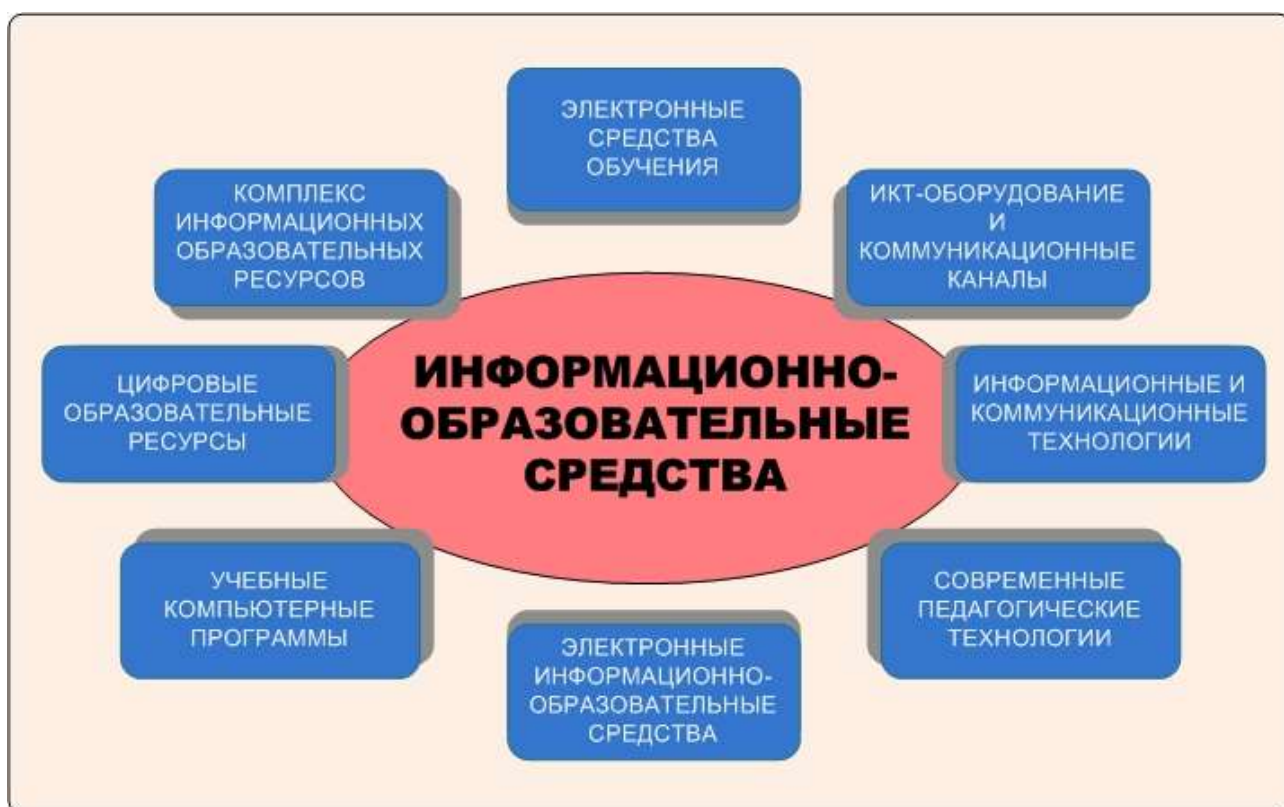 ЭЛЕКТРОННЫЕ
СРЕДСТВА
ОБУЧЕНИЯ
КОМПЛЕКС
ИНФОРМАЦИОННЫХ
ОБРАЗОВАТЕЛЬНЫХ
РЕСУРСОВ
ИКТ-ОБОРУДОВАНИЕ
И
КОММУНИКАЦИОННЫЕ
КАНАЛЫ
ЦИФРОВЫЕ
ОБРАЗОВАТЕЛЬНЫЕ
РЕСУРСЫ
ИНФОРМАЦИОННО-
ОБРАЗОВАТЕЛЬНЫЕ
СРЕДСТВА
ИНФОРМАЦИОННЫЕ И
КОММУНИКАЦИОННЫЕ
ТЕХНОЛОГИИ
УЧЕБНЫЕ
КОМПЬЮТЕРНЫЕ
ПРОГРАММЫ
СОВРЕМЕННЫЕ
ПЕДАГОГИЧЕСКИЕ
ТЕХНОЛОГИИ
ЭЛЕКТРОННЫЕ
ИНФОРМАЦИОННО-
ОБРАЗОВАТЕЛЬНЫЕ
СРЕДСТВА